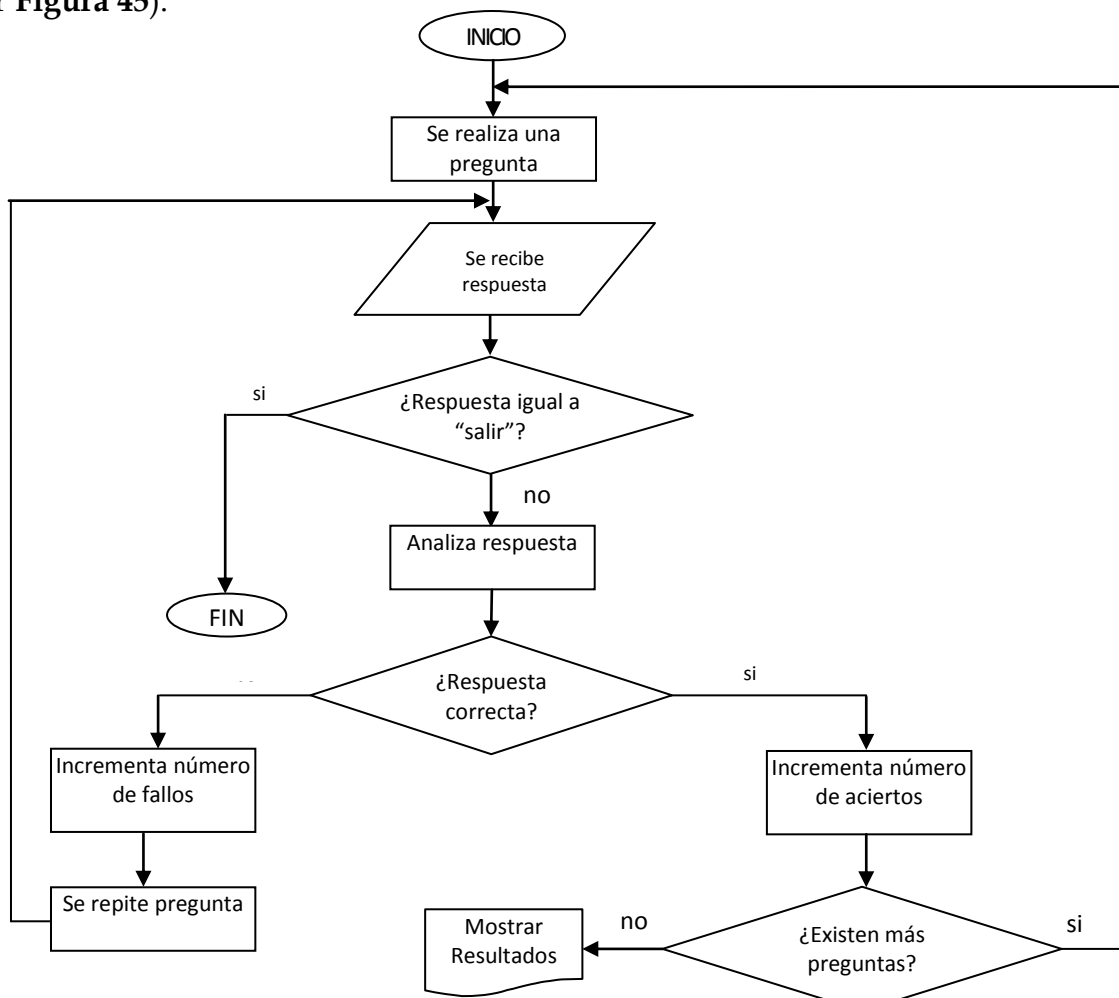 Figura 45).
INICIO
Se realiza una
pregunta
Se recibe
respuesta
si
¿Respuesta igual a
“salir”?
no
Analiza respuesta
FIN
¿Respuesta
correcta?
si
Incrementa número
de fallos
Incrementa número
de aciertos
Se repite pregunta
Mostrar
Resultados
no
¿Existen más
preguntas?
si